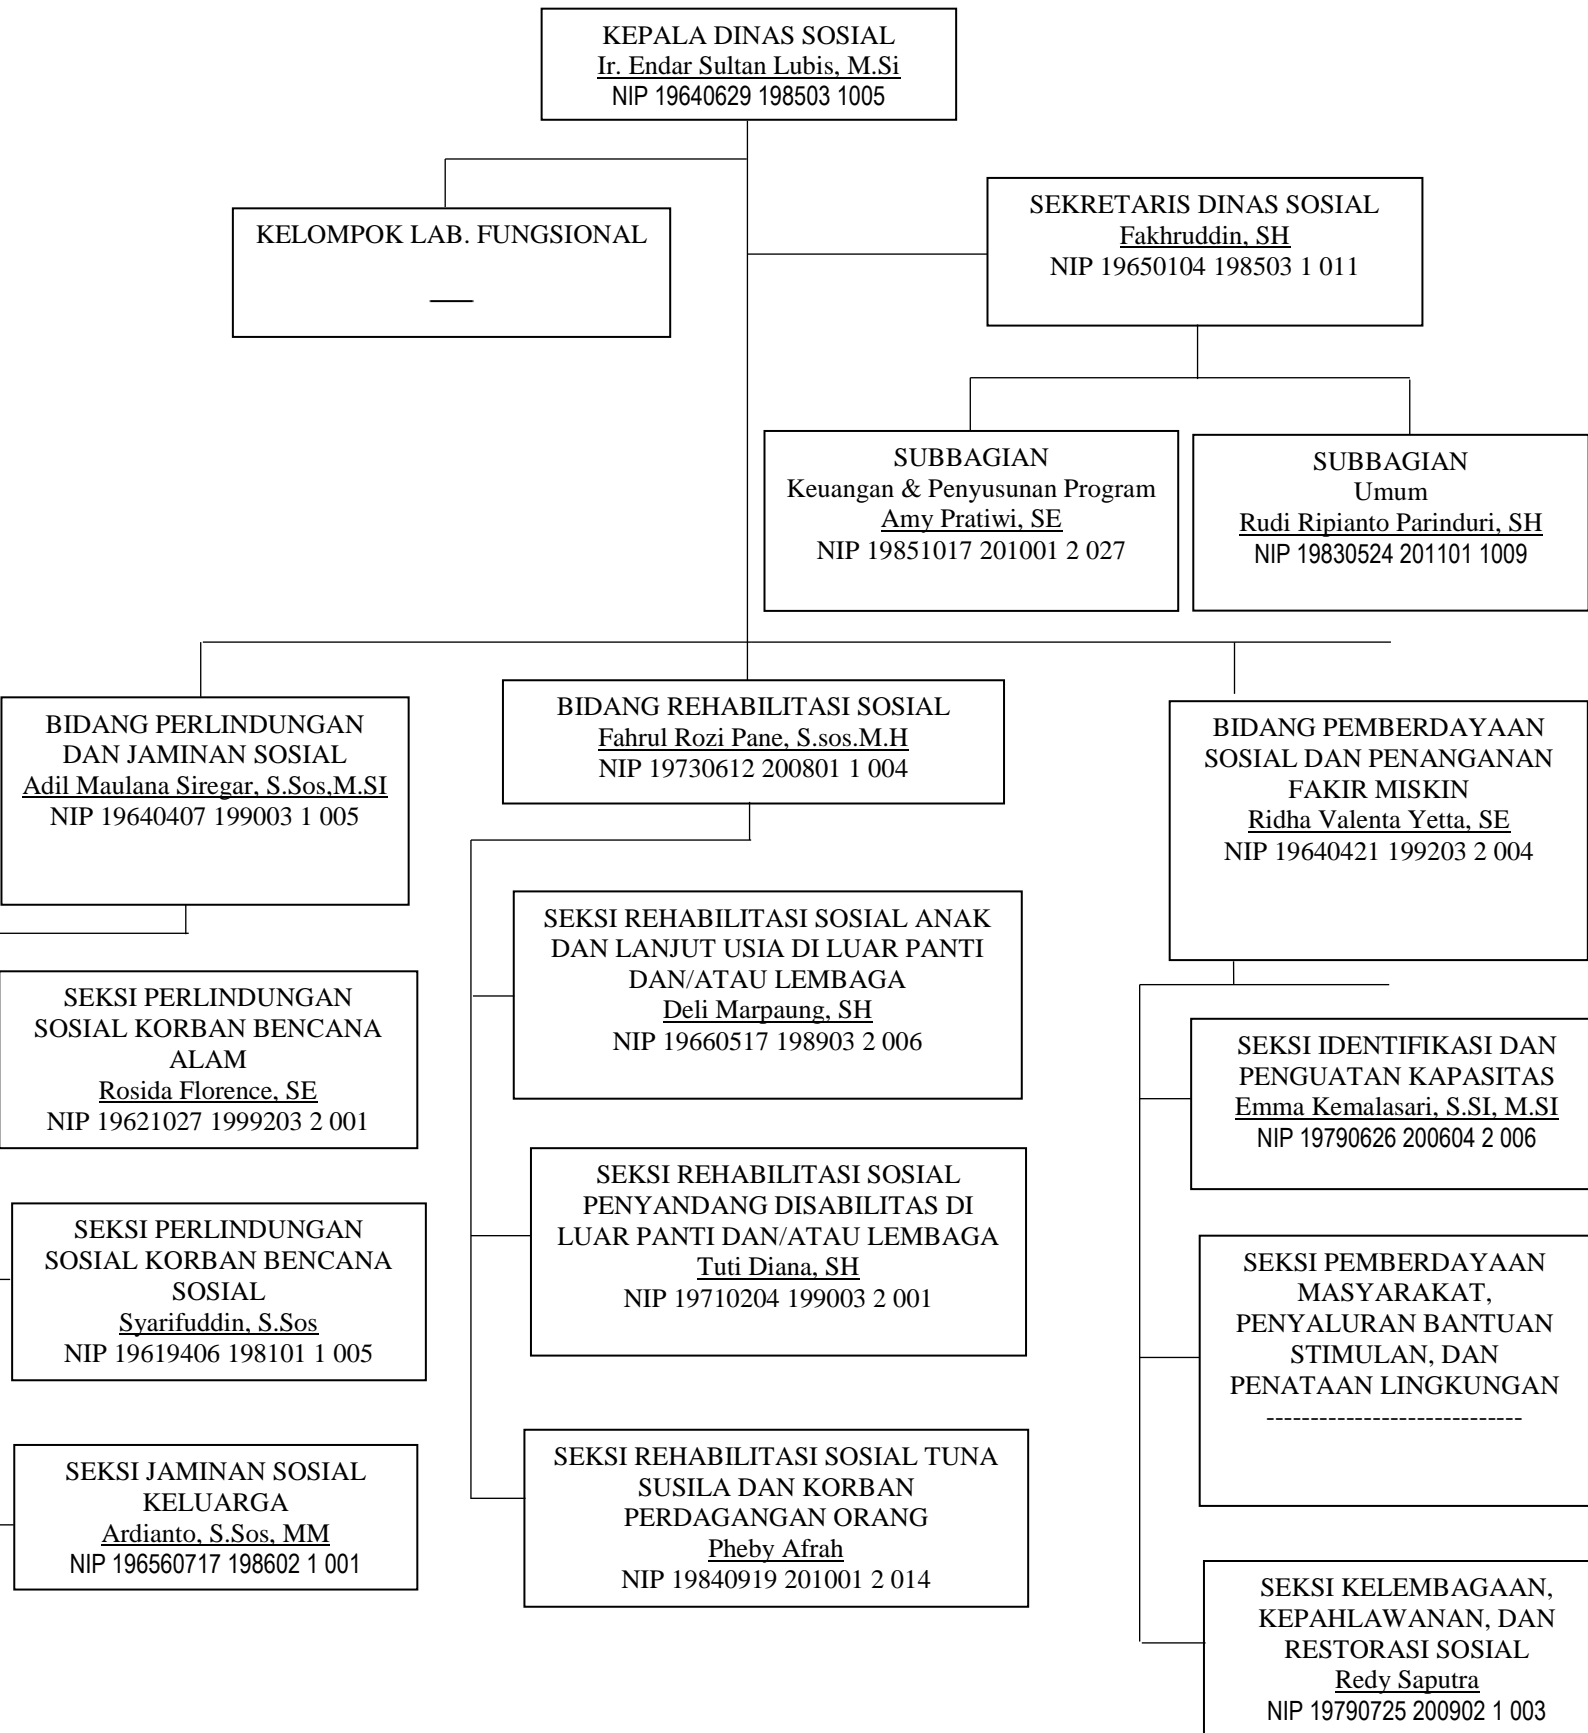 KEPALA DINAS SOSIAL
Ir. Endar Sultan Lubis, M.Si
NIP 19640629 198503 1005
KELOMPOK LAB. FUNGSIONAL
SEKRETARIS DINAS SOSIAL
Fakhruddin, SH
NIP 19650104 198503 1 011
SUBBAGIAN
Keuangan & Penyusunan Program
Amy Pratiwi, SE
NIP 19851017 201001 2 027
SUBBAGIAN
Umum
Rudi Ripianto Parinduri, SH
NIP 19830524 201101 1009
BIDANG PERLINDUNGAN
DAN JAMINAN SOSIAL
Adil Maulana Siregar, S.Sos,M.SI
NIP 19640407 199003 1 005
BIDANG REHABILITASI SOSIAL
Fahrul Rozi Pane, S.sos.M.H
NIP 19730612 200801 1 004
BIDANG PEMBERDAYAAN
SOSIAL DAN PENANGANAN
FAKIR MISKIN
Ridha Valenta Yetta, SE
NIP 19640421 199203 2 004
SEKSI PERLINDUNGAN
SOSIAL KORBAN BENCANA
ALAM
Rosida Florence, SE
NIP 19621027 1999203 2 001
SEKSI PERLINDUNGAN
SOSIAL KORBAN BENCANA
SOSIAL
Syarifuddin, S.Sos
NIP 19619406 198101 1 005
SEKSI JAMINAN SOSIAL
KELUARGA
Ardianto, S.Sos, MM
NIP 196560717 198602 1 001
SEKSI REHABILITASI SOSIAL ANAK
DAN LANJUT USIA DI LUAR PANTI
DAN/ATAU LEMBAGA
Deli Marpaung, SH
NIP 19660517 198903 2 006
SEKSI REHABILITASI SOSIAL
PENYANDANG DISABILITAS DI
LUAR PANTI DAN/ATAU LEMBAGA
Tuti Diana, SH
NIP 19710204 199003 2 001
SEKSI REHABILITASI SOSIAL TUNA
SUSILA DAN KORBAN
PERDAGANGAN ORANG
Pheby Afrah
NIP 19840919 201001 2 014
SEKSI IDENTIFIKASI DAN
PENGUATAN KAPASITAS
Emma Kemalasari, S.SI, M.SI
NIP 19790626 200604 2 006
SEKSI PEMBERDAYAAN
MASYARAKAT,
PENYALURAN BANTUAN
STIMULAN, DAN
PENATAAN LINGKUNGAN
-----------------------------
SEKSI KELEMBAGAAN,
KEPAHLAWANAN, DAN
RESTORASI SOSIAL
Redy Saputra
NIP 19790725 200902 1 003